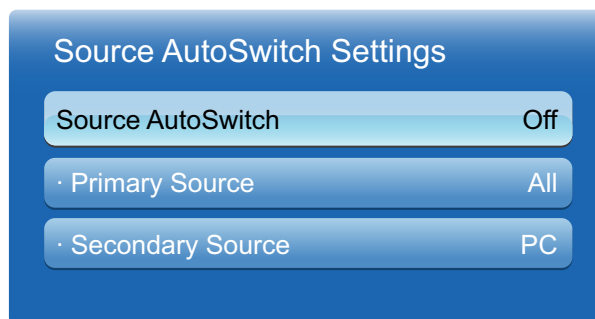 Source AutoSwitch Settings
Source AutoSwitch Off
· Primary Source All
· Secondary Source PC